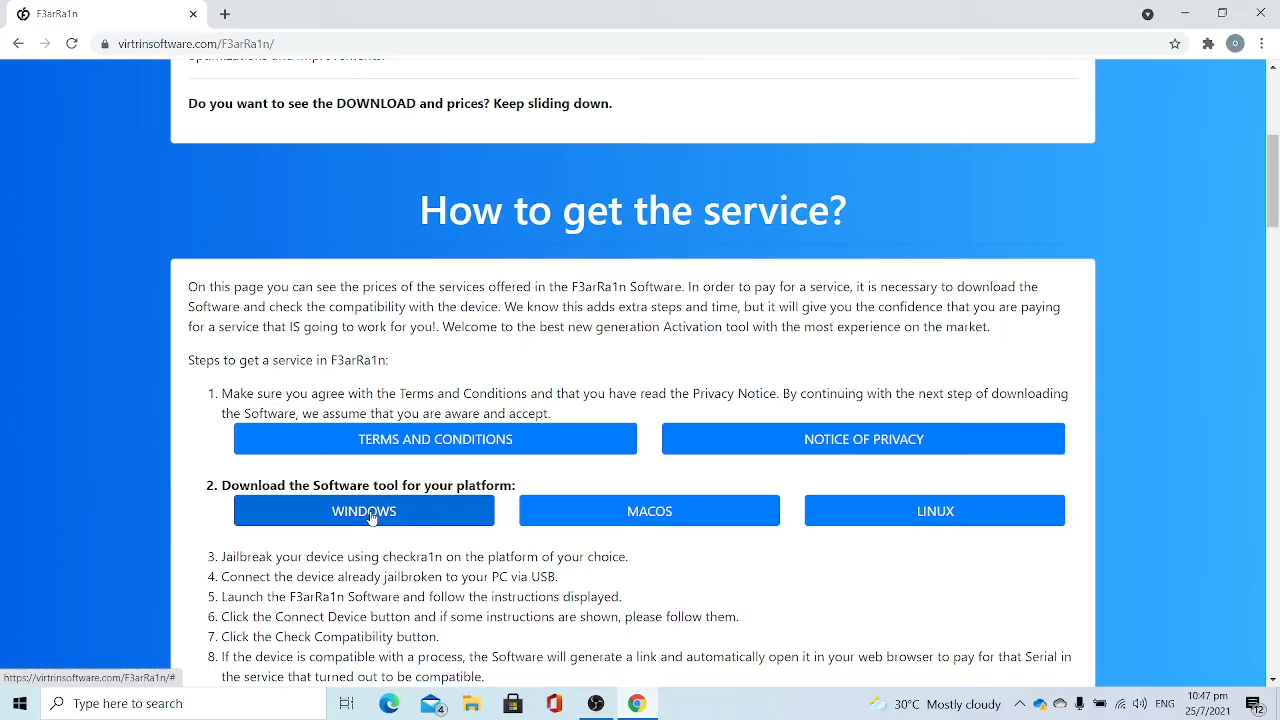 F3arRa1n
virtrinsoftware.com/F3arRa1n/
O
Optimizations and improvements.
Do you want to see the DOWNLOAD and prices? Keep sliding down.
How to get the service?
On this page you can see the prices of the services offered in the F3arRa1n Software. In order to pay for a service, it is necessary to download the
Software and check the compatibility with the device. We know this adds extra steps and time, but it will give you the confidence that you are paying
for a service that IS going to work for you!. Welcome to the best new generation Activation tool with the most experience on the market.
Steps to get a service in F3arRa1n:
1. Make sure you agree with the Terms and Conditions and that you have read the Privacy Notice. By continuing with the next step of downloading
the Software, we assume that you are aware and accept.
TERMS AND CONDITIONS NOTICE OF PRIVACY
2. Download the Software tool for your platform:
WINDOWS MACOS LINUX
3. Jailbreak your device using checkra1n on the platform of your choice.
4. Connect the device already jailbroken to your PC via USB.
5. Launch the F3arRa1n Software and follow the instructions displayed.
6. Click the Connect Device button and if some instructions are shown, please follow them.
7. Click the Check Compatibility button.
8. If the device is compatible with a process, the Software will generate a link and automatically open it in your web browser to pay for that Serial in
the service that turned out to be compatible.
https://virtrinsoftware.com/F3arRa1n/#
Type here to search
4
30°C Mostly cloudy
ENG
10:47 pm
25/7/2021
12